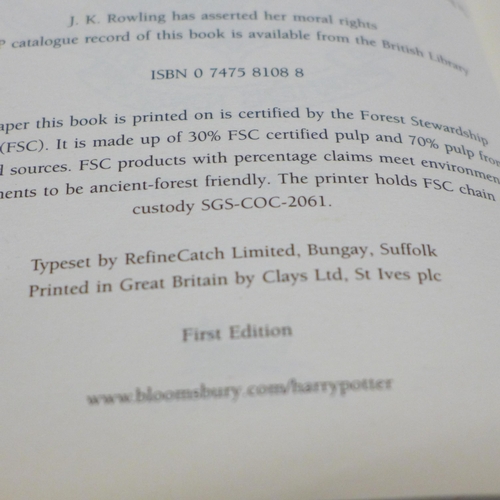 J. K. Rowling has asserted her moral rights
P catalogue record of this book is available from the British Library
ISBN 0 7475 8108 8
aper this book is printed on is certified by the Forest Stewardship
(FSC). It is made up of 30% FSC certified pulp and 70% pulp from
d sources. FSC products with percentage claims meet environmen
ents to be ancient-forest friendly. The printer holds FSC chain
custody SGS-COC-2061.
Typeset by RefineCatch Limited, Bungay, Suffolk
Printed in Great Britain by Clays Ltd, St Ives plc
First Edition
www.bloomsbury.com/harrypotter